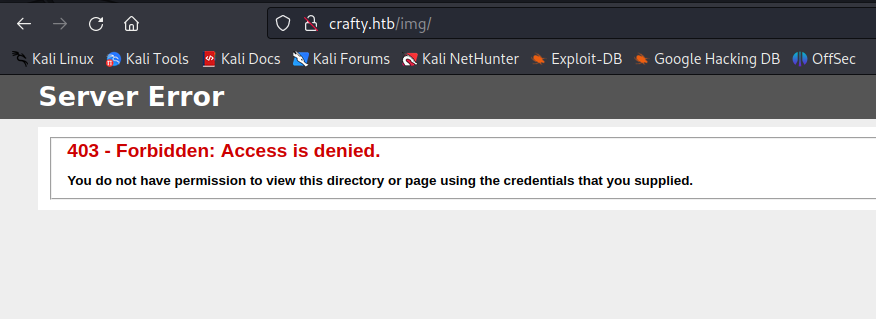 crafty.htb/img/
Kali Linux Kali Tools Kali Docs Kali Forums Kali NetHunter Exploit-DB Google Hacking DB OffSec
Server Error
403 - Forbidden: Access is denied.
You do not have permission to view this directory or page using the credentials that you supplied.